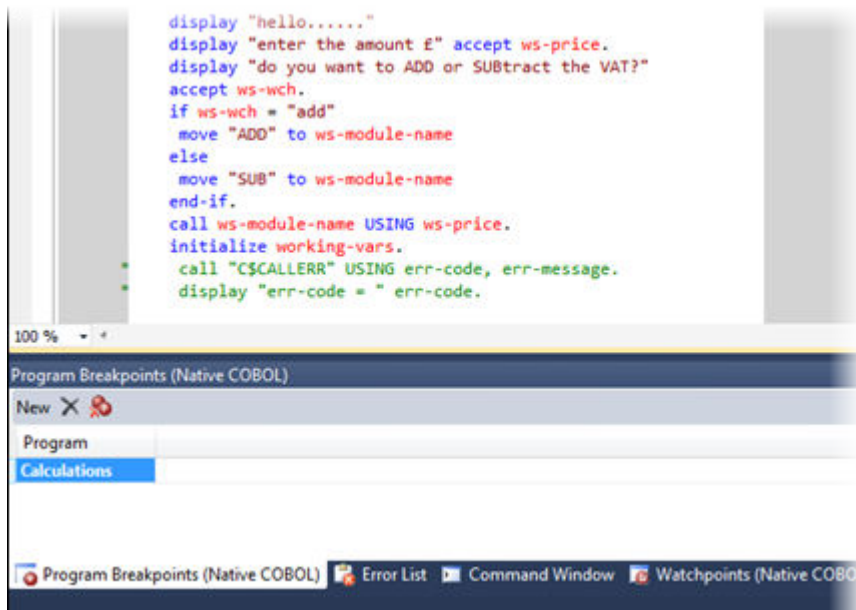 display "hello......"
display "enter the amount £" accept ws-price.
display "do you want to ADD or SUBtract the VAT?"
accept ws-wch.
if ws-wch = "add"
move "ADD" to ws-module-name
else
move "SUB" to ws-module-name
end-if.
call ws-module-name USING ws-price.
initialize working-vars.
* call "C$CALLERR" USING err-code, err-message.
* display "err-code = " err-code.
100 %
Program Breakpoints (Native COBOL)
New
Program
Calculations
Program Breakpoints (Native COBOL) Error List Command Window Watchpoints (Native COBO